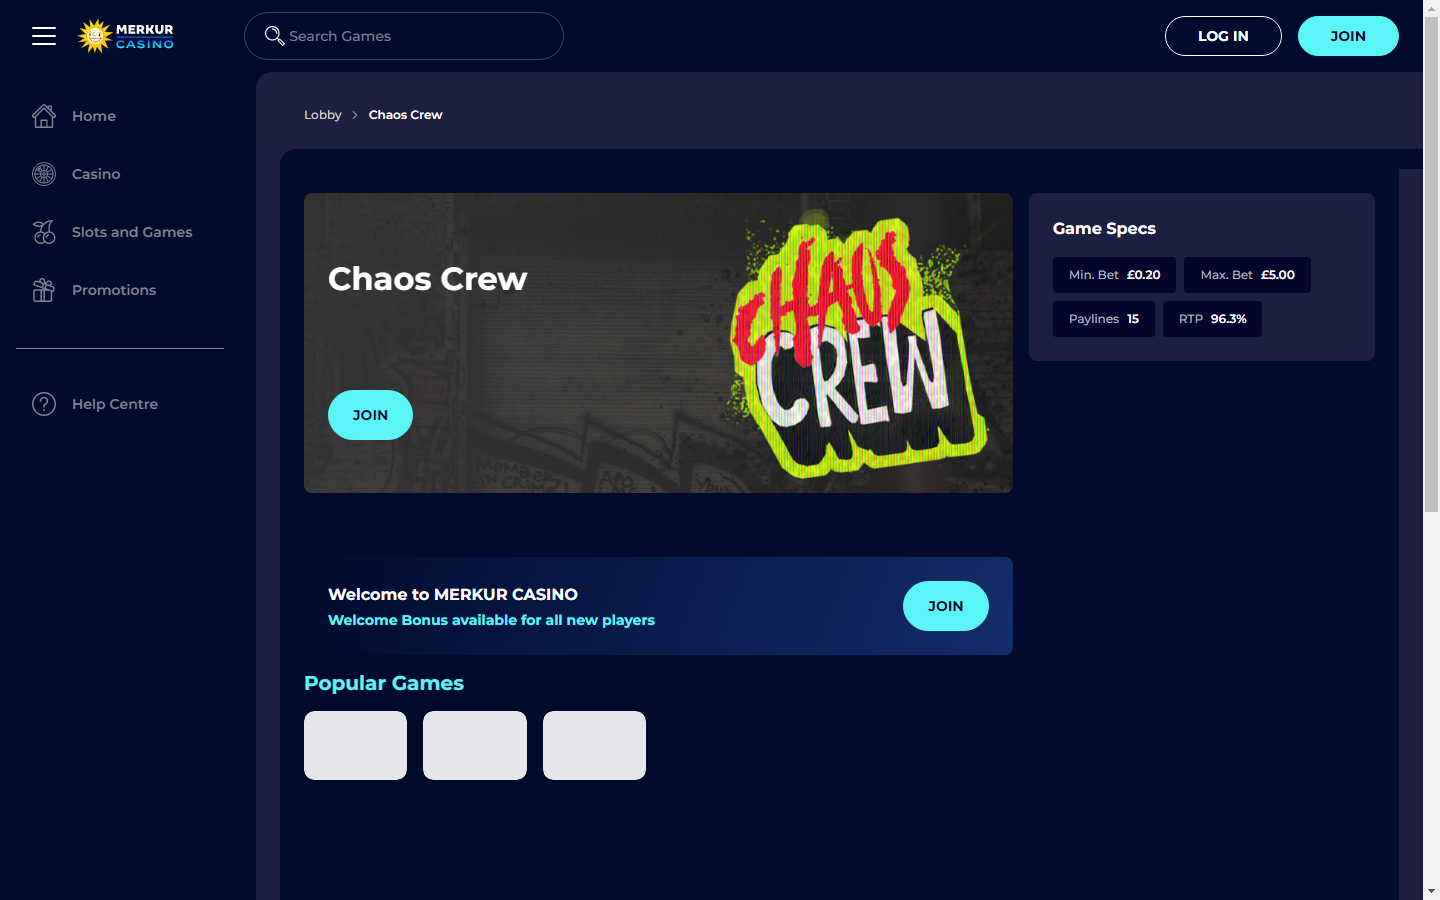 MERKUR
CASINO
Search Games
LOG IN
JOIN
Home
Casino
Slots and Games
Promotions
Help Centre
Lobby > Chaos Crew
Chaos Crew
JOIN
CHAOS
CREW
Game Specs
Min. Bet £0.20
Max. Bet £5.00
Paylines 15
RTP 96.3%
Welcome to MERKUR CASINO
Welcome Bonus available for all new players
JOIN
Popular Games